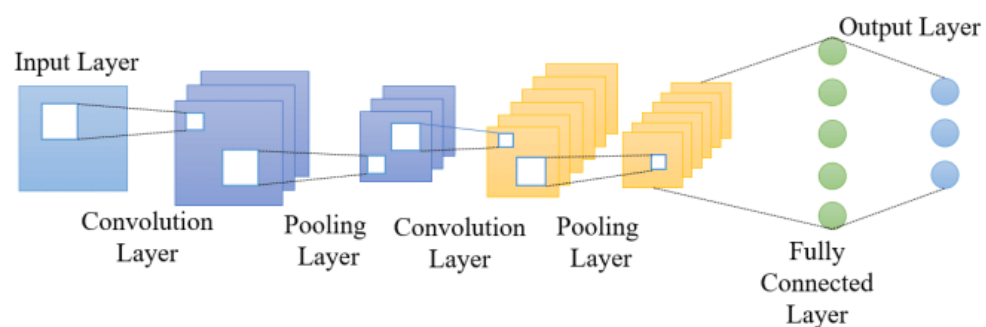 Output Layer
Input Layer
Convolution
Layer
Pooling
Layer
Convolution
Layer
Pooling
Layer
Fully
Connected
Layer